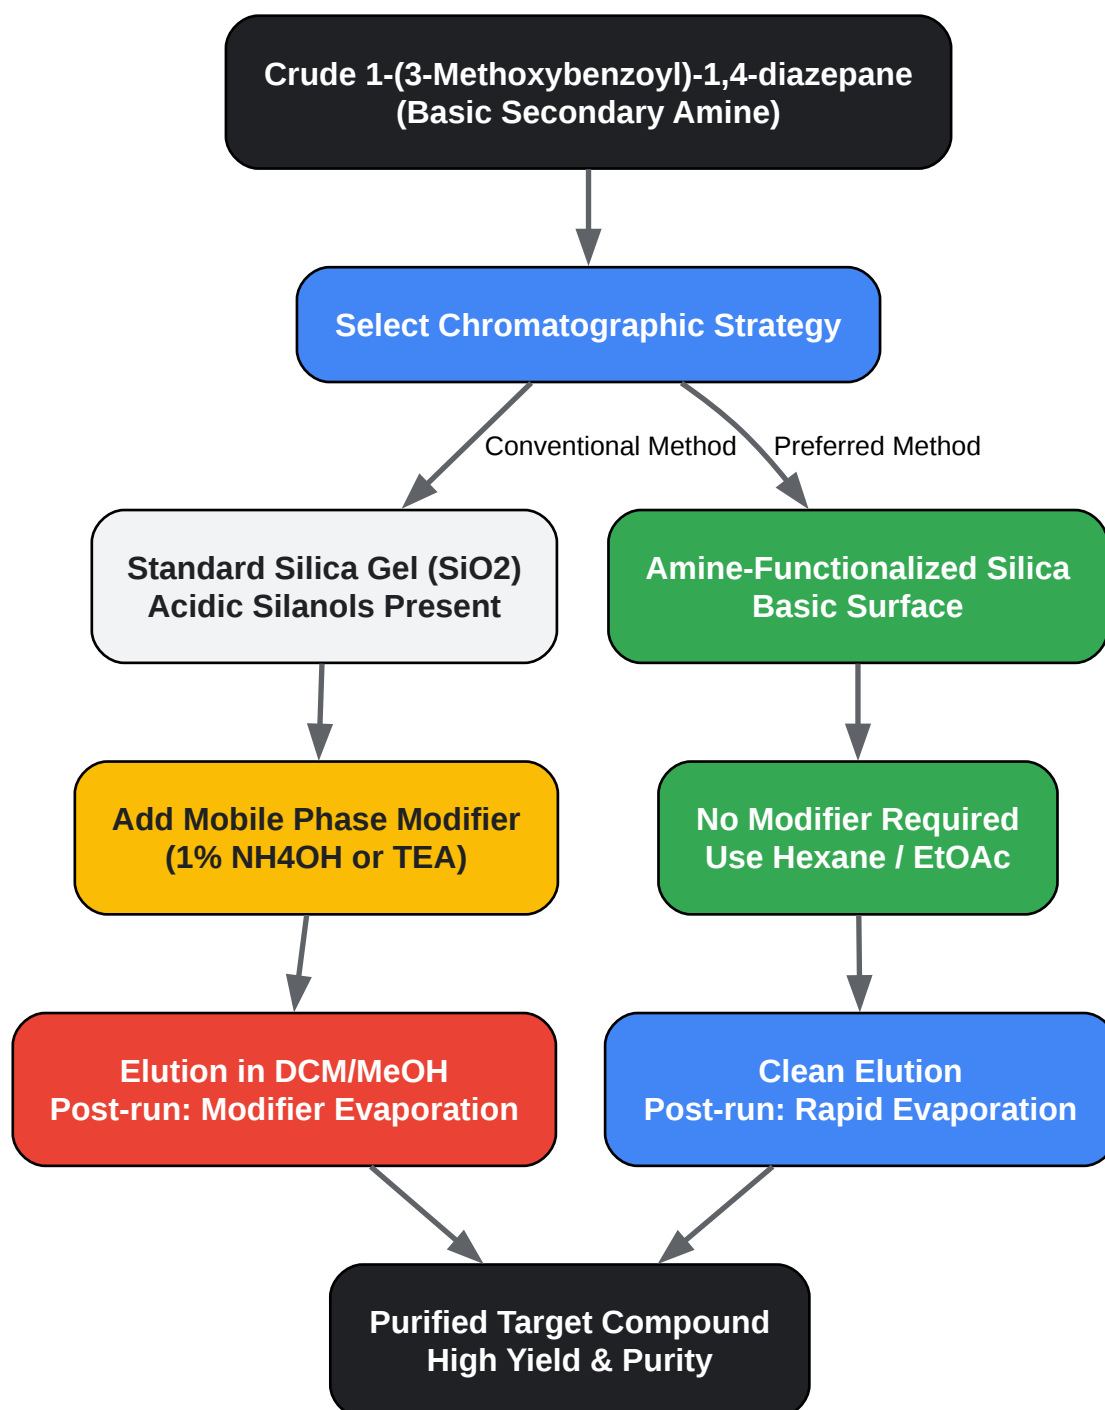 Crude 1-(3-Methoxybenzoyl)-1,4-diazepane
(Basic Secondary Amine)
Select Chromatographic Strategy
Conventional Method
Preferred Method
Standard Silica Gel (SiO2)
Acidic Silanols Present
Amine-Functionalized Silica
Basic Surface
Add Mobile Phase Modifier
(1% NH4OH or TEA)
No Modifier Required
Use Hexane / EtOAc
Elution in DCM/MeOH
Post-run: Modifier Evaporation
Clean Elution
Post-run: Rapid Evaporation
Purified Target Compound
High Yield & Purity